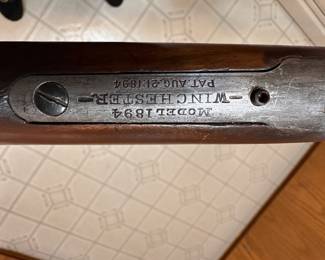 MODEL 1894
-WINCHESTER-
PAT. AUG. 21. 1894